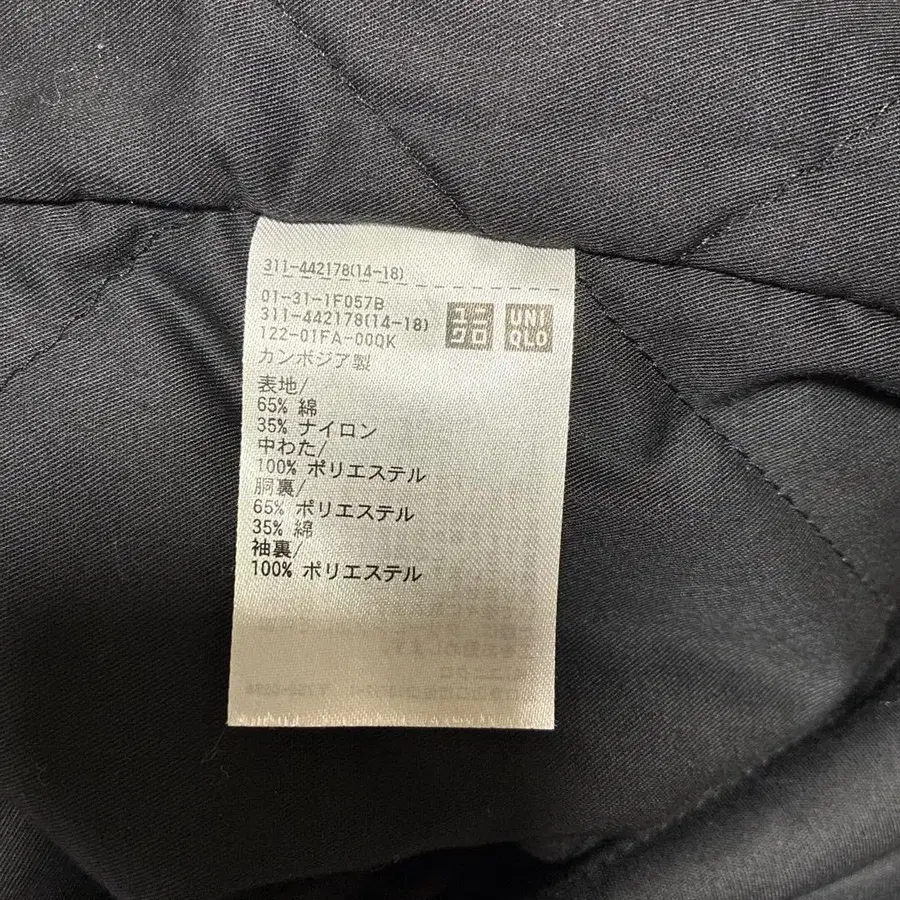 311-442178(14-18)
01-31-1F057B
311-442178(14-18)
122-01FA-00QK
カンボジア製
ユニ
クロ
UNI
QLO
表地/
65% 綿
35% ナイロン
中わた/
100% ポリエステル
胴裏/
65% ポリエステル
35% 綿
袖裏/
100% ポリエステル